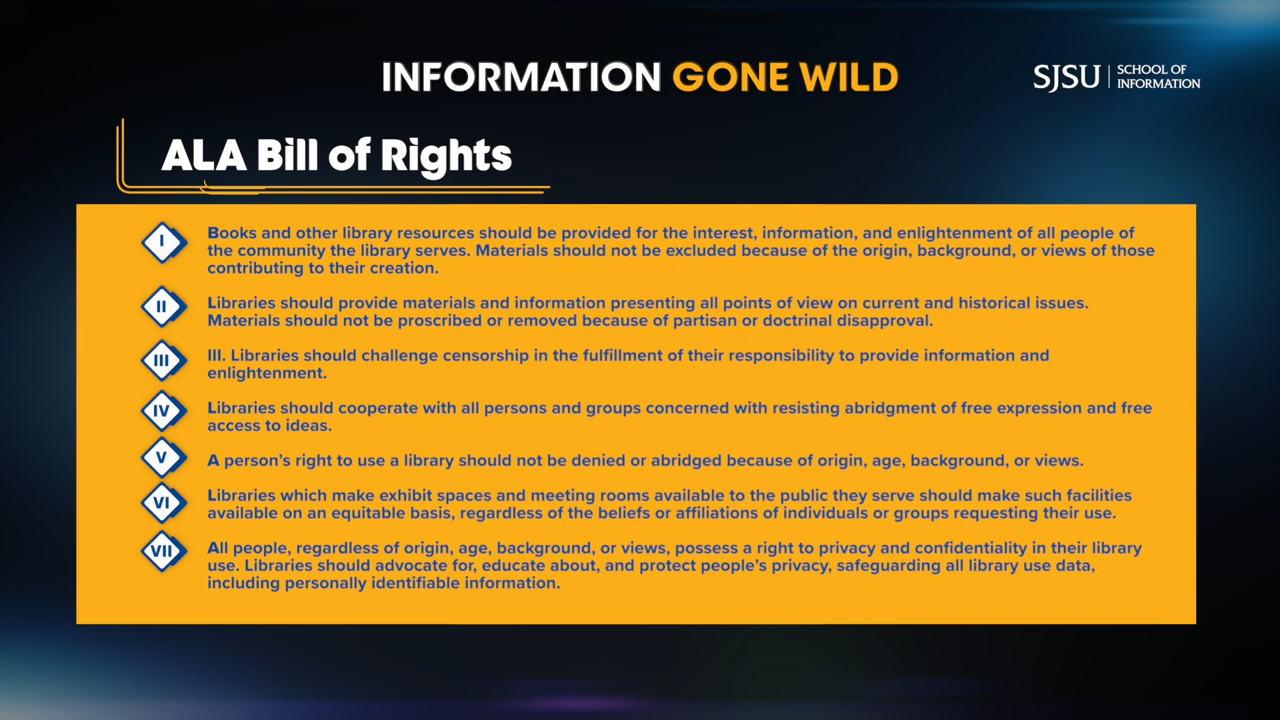 INFORMATION GONE WILD
SJSU | SCHOOL OF
INFORMATION
ALA Bill of Rights
I
Books and other library resources should be provided for the interest, information, and enlightenment of all people of
the community the library serves. Materials should not be excluded because of the origin, background, or views of those
contributing to their creation.
II
Libraries should provide materials and information presenting all points of view on current and historical issues.
Materials should not be proscribed or removed because of partisan or doctrinal disapproval.
III
III. Libraries should challenge censorship in the fulfillment of their responsibility to provide information and
enlightenment.
IV
Libraries should cooperate with all persons and groups concerned with resisting abridgment of free expression and free
access to ideas.
V
A person's right to use a library should not be denied or abridged because of origin, age, background, or views.
VI
Libraries which make exhibit spaces and meeting rooms available to the public they serve should make such facilities
available on an equitable basis, regardless of the beliefs or affiliations of individuals or groups requesting their use.
VII
All people, regardless of origin, age, background, or views, possess a right to privacy and confidentiality in their library
use. Libraries should advocate for, educate about, and protect people's privacy, safeguarding all library use data,
including personally identifiable information.